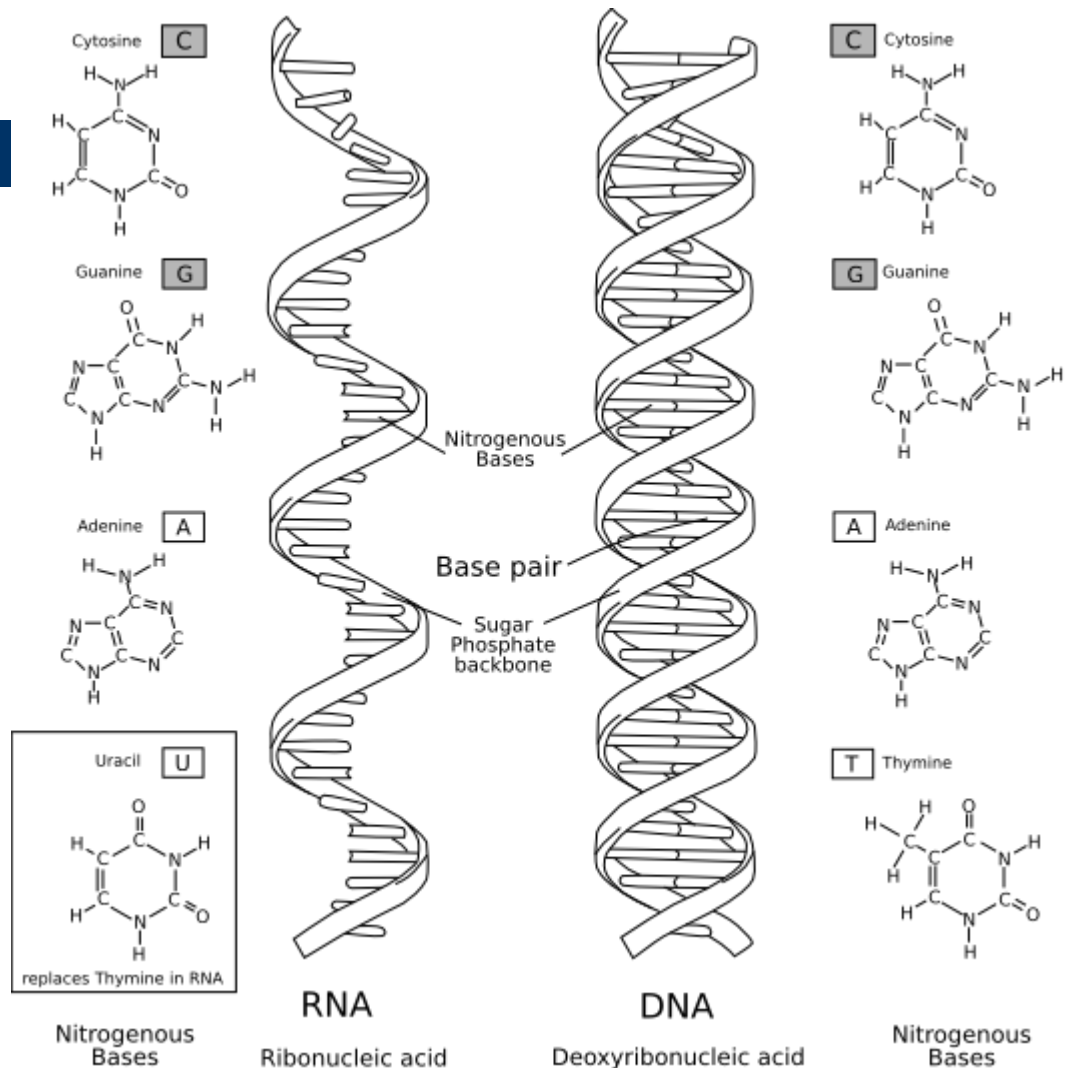 Cytosine C
C Cytosine
H H
N
H C
C N
H C C
N O
H
H H
N
H C
C N
H C C
N O
H
Guanine G
G Guanine
O
H
C N
N C
C C N H
N C N
H H
O
H
C N
N C
C C N H
N C N
H H
Nitrogenous
Bases
Adenine A
A Adenine
H H
N
C N
N C
C C C
N N
H
H H
N
C N
N C
C C C
N N
H
Base pair
Sugar
Phosphate
backbone
Uracil U
T Thymine
O
H C H
C N
C C
H N O
H
replaces Thymine in RNA
H O
H C C H
H C N
C C
H N O
H
RNA
DNA
Nitrogenous
Bases
Ribonucleic acid
Deoxyribonucleic acid
Nitrogenous
Bases